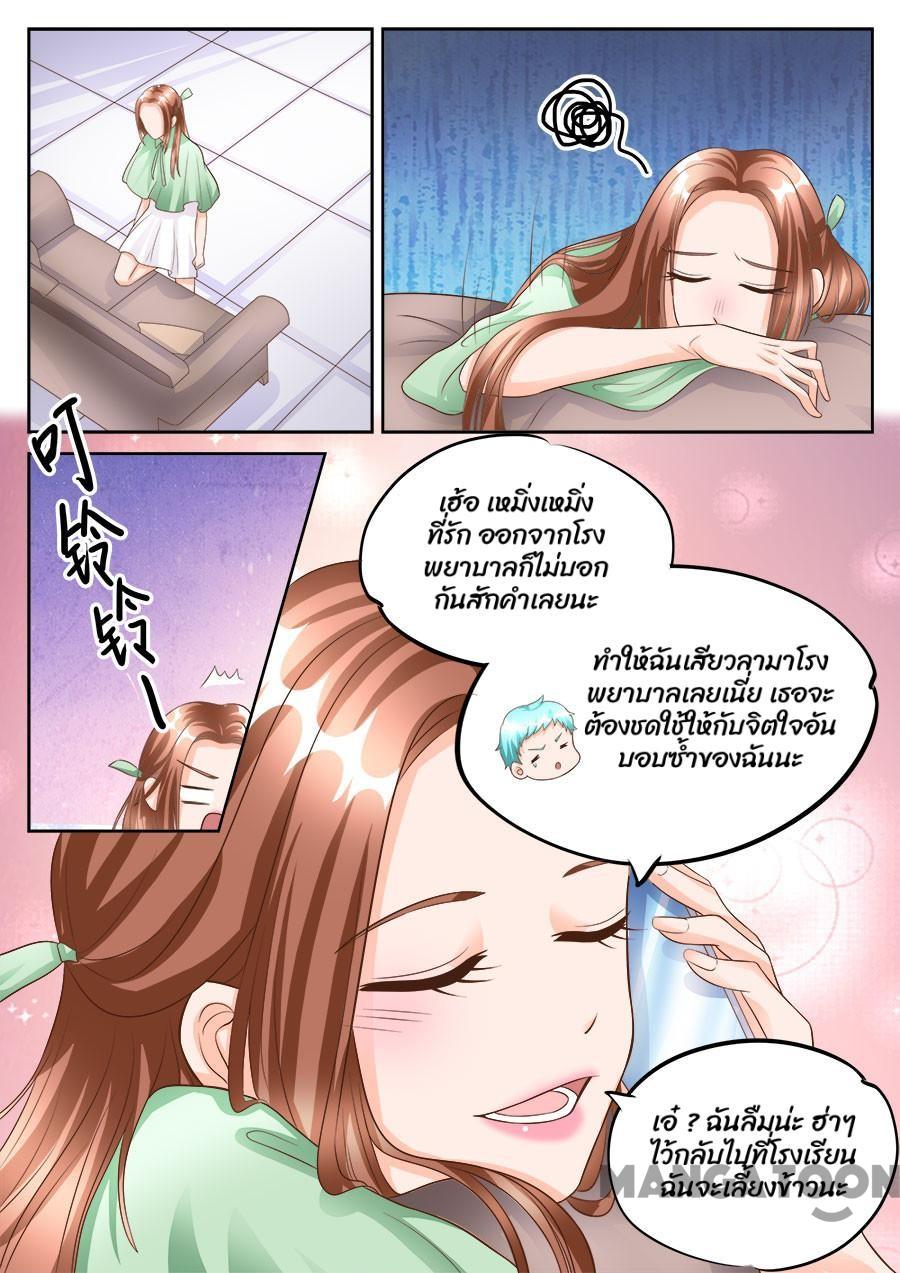 叮
铃
铃
เฮ้อ เหมิ่งเหมิ่ง
ที่รัก ออกจากโรง
พยาบาลก็ไม่บอก
กันสักคำเลยนะ
ทำให้ฉันเสียวลามาโรง
พยาบาลเลยเนี่ย เธอจะ
ต้องชดใช้ให้กับจิตใจอัน
บอบช้ำของฉันนะ
เอ๋ ? ฉันลืมน่ะ ฮ่าๆ
ไว้กลับไปที่โรงเรียน
ฉันจะเลี้ยงข้าวนะ
MANGATOON